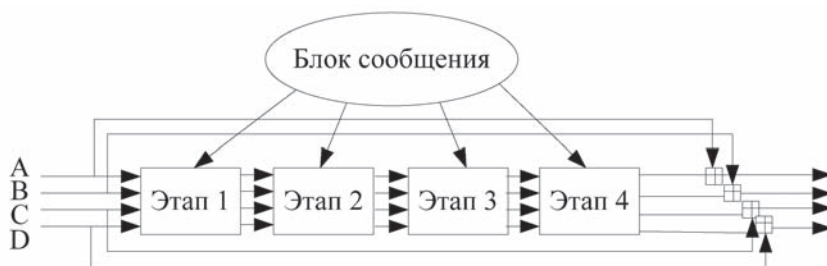 Блок сообщения
A
B
C
D
Этап 1
Этап 2
Этап 3
Этап 4